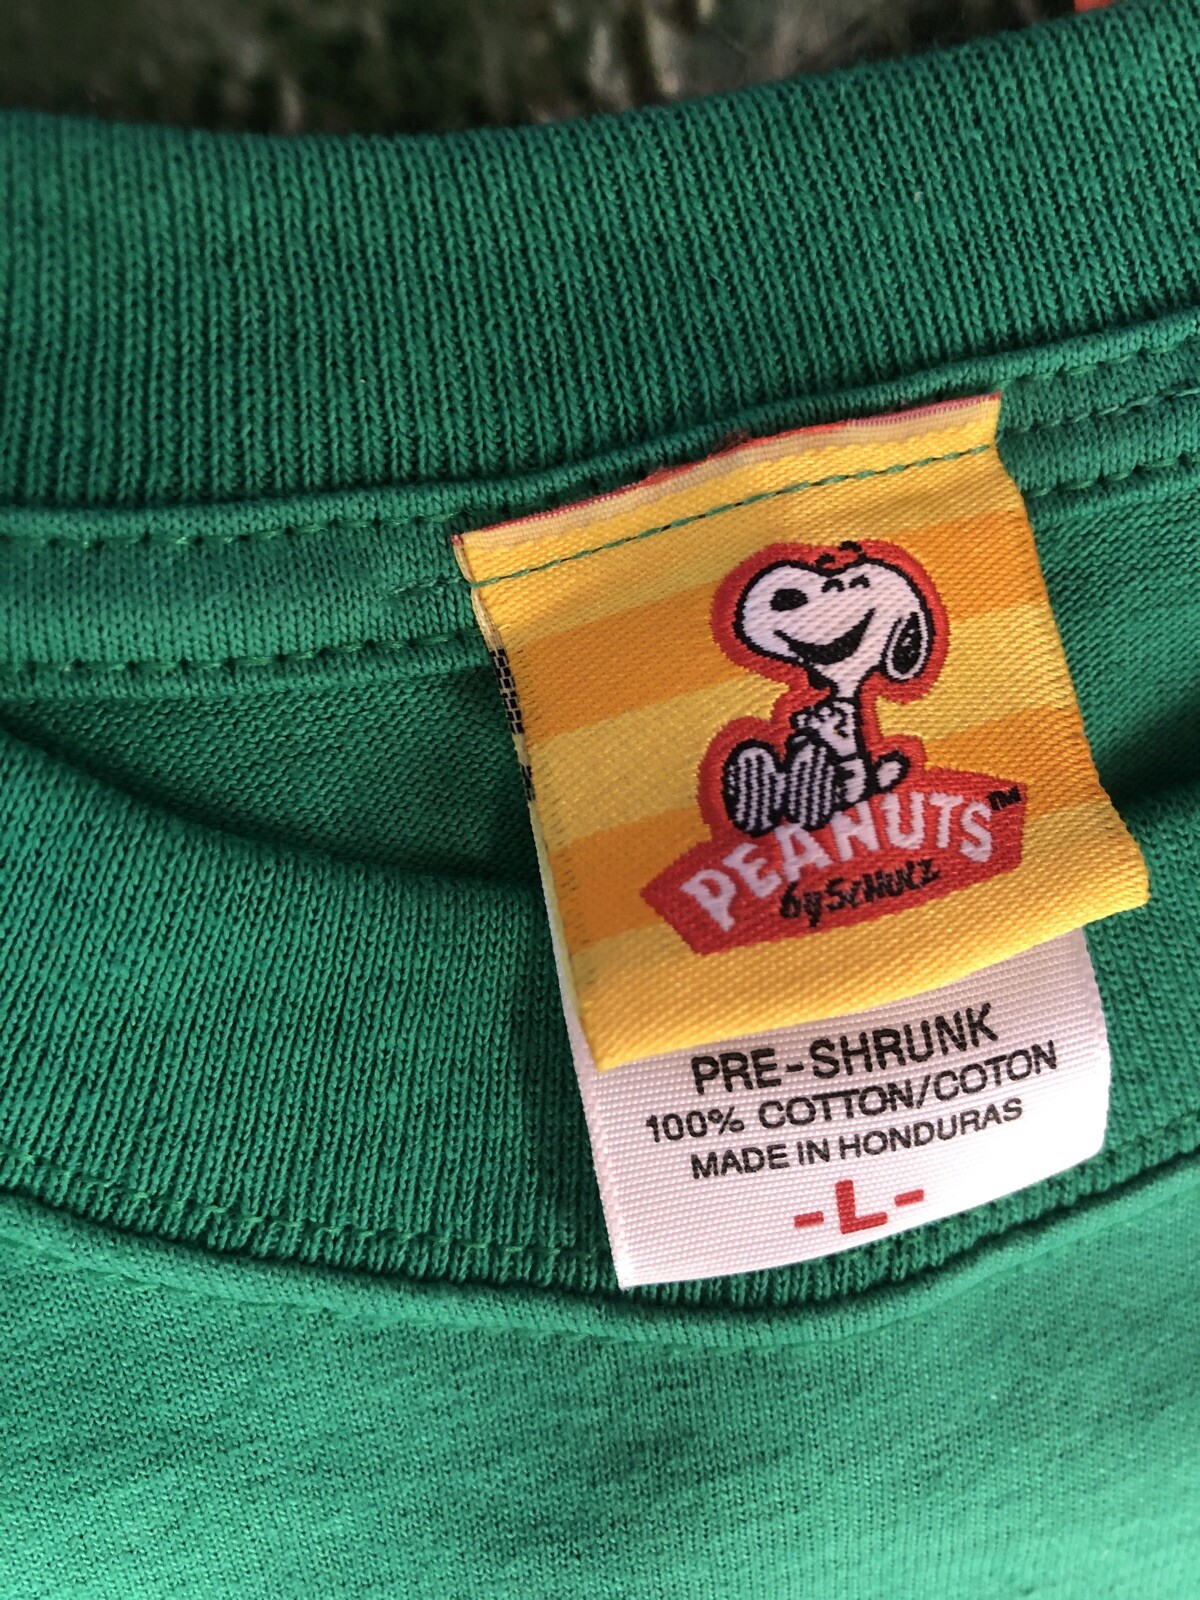 PEANUTS™
by Schulz
PRE-SHRUNK
100% COTTON/COTON
MADE IN HONDURAS
-L-